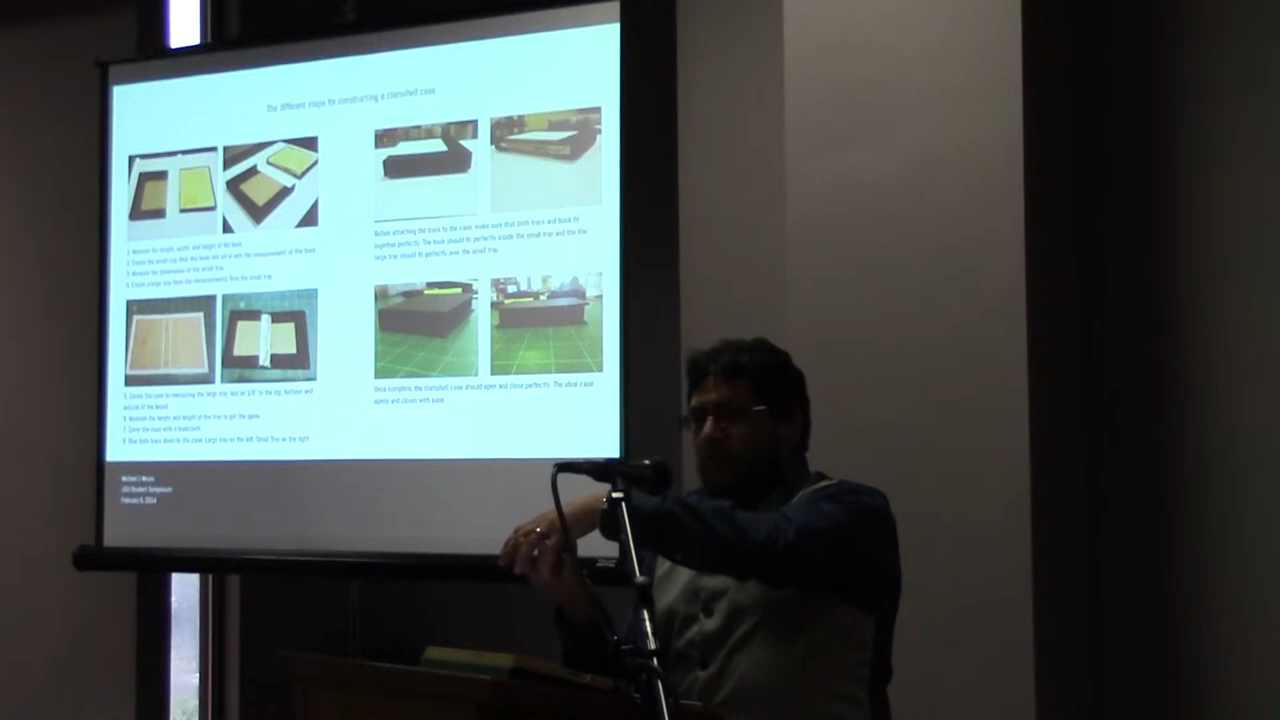 The different steps for constructing a clamshell case
1. Measure the length, width, and height of the book.
2. Create the small tray that the book will sit in with the measurement of the book.
3. Measure the dimensions of the small tray.
4. Create a large tray from the measurements from the small tray.
5. Create the case by measuring the large tray. Add an 1/8" to the top, bottom, and
outside of the board.
6. Measure the height and length of the tray to get the spine.
7. Cover the case with a bookcloth.
8. Glue both trays down to the case. Large tray on the left. Small Tray on the right.
Before attaching the trays to the case, make sure that both trays and book fit
together perfectly. The book should fit perfectly inside the small tray and the the
large tray should fit perfectly over the small tray.
Once complete, the clamshell case should open and close perfectly. The ideal case
opens and closes with ease.
Michael J.
Student Symposium
February 2014